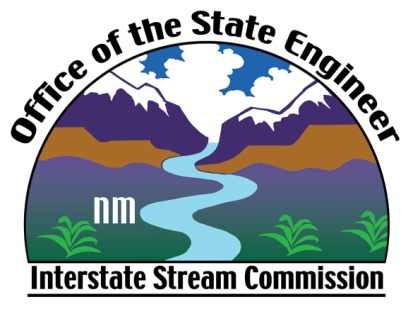 Office of the State Engineer
nm
Interstate Stream Commission